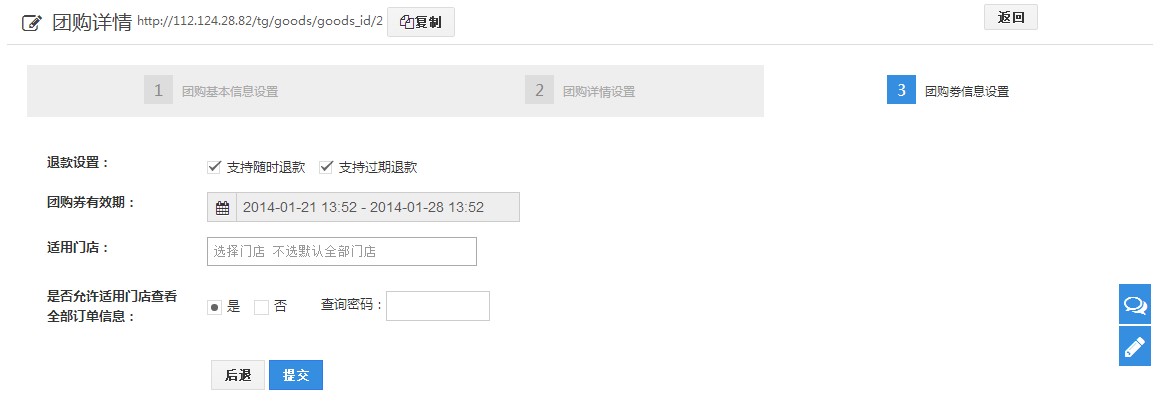 团购详情 http://112.124.28.82/tg/goods/goods_id/2 复制 返回
1 团购基本信息设置 2 团购详情设置 3 团购券信息设置
退款设置： 支持随时退款 支持过期退款
团购券有效期： 2014-01-21 13:52 - 2014-01-28 13:52
适用门店： 选择门店 不选默认全部门店
是否允许适用门店查看
全部订单信息： 是 否 查询密码：
后退 提交